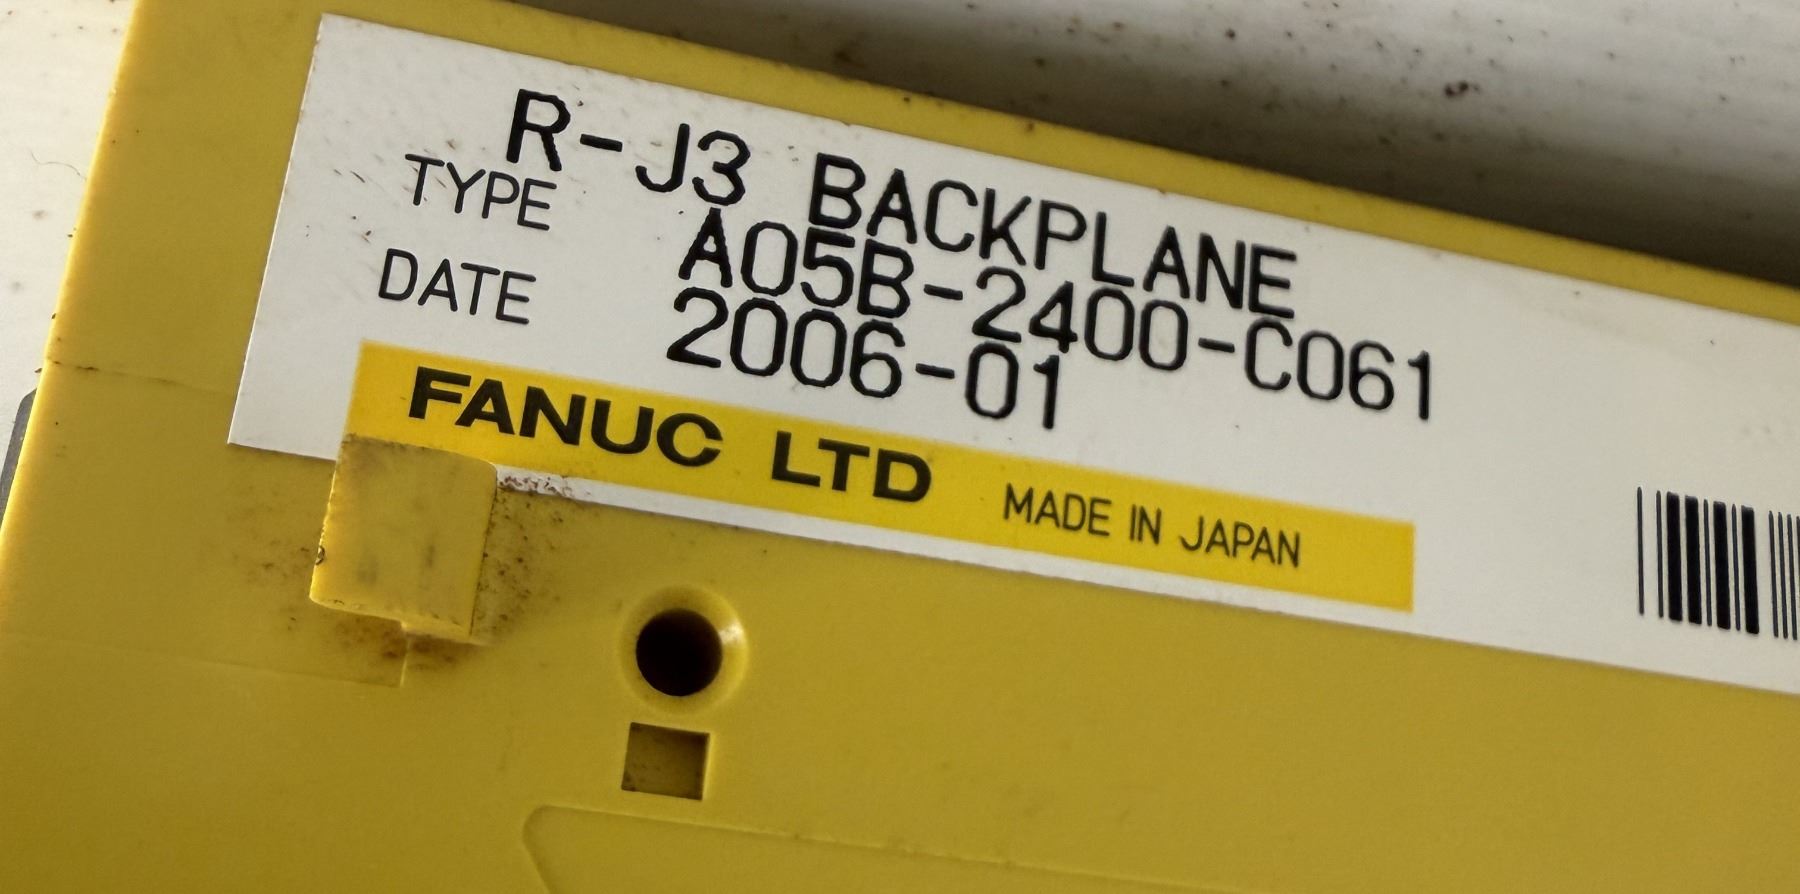 R-J3 BACKPLANE
TYPE A05B-2400-C061
DATE 2006-01
FANUC LTD MADE IN JAPAN